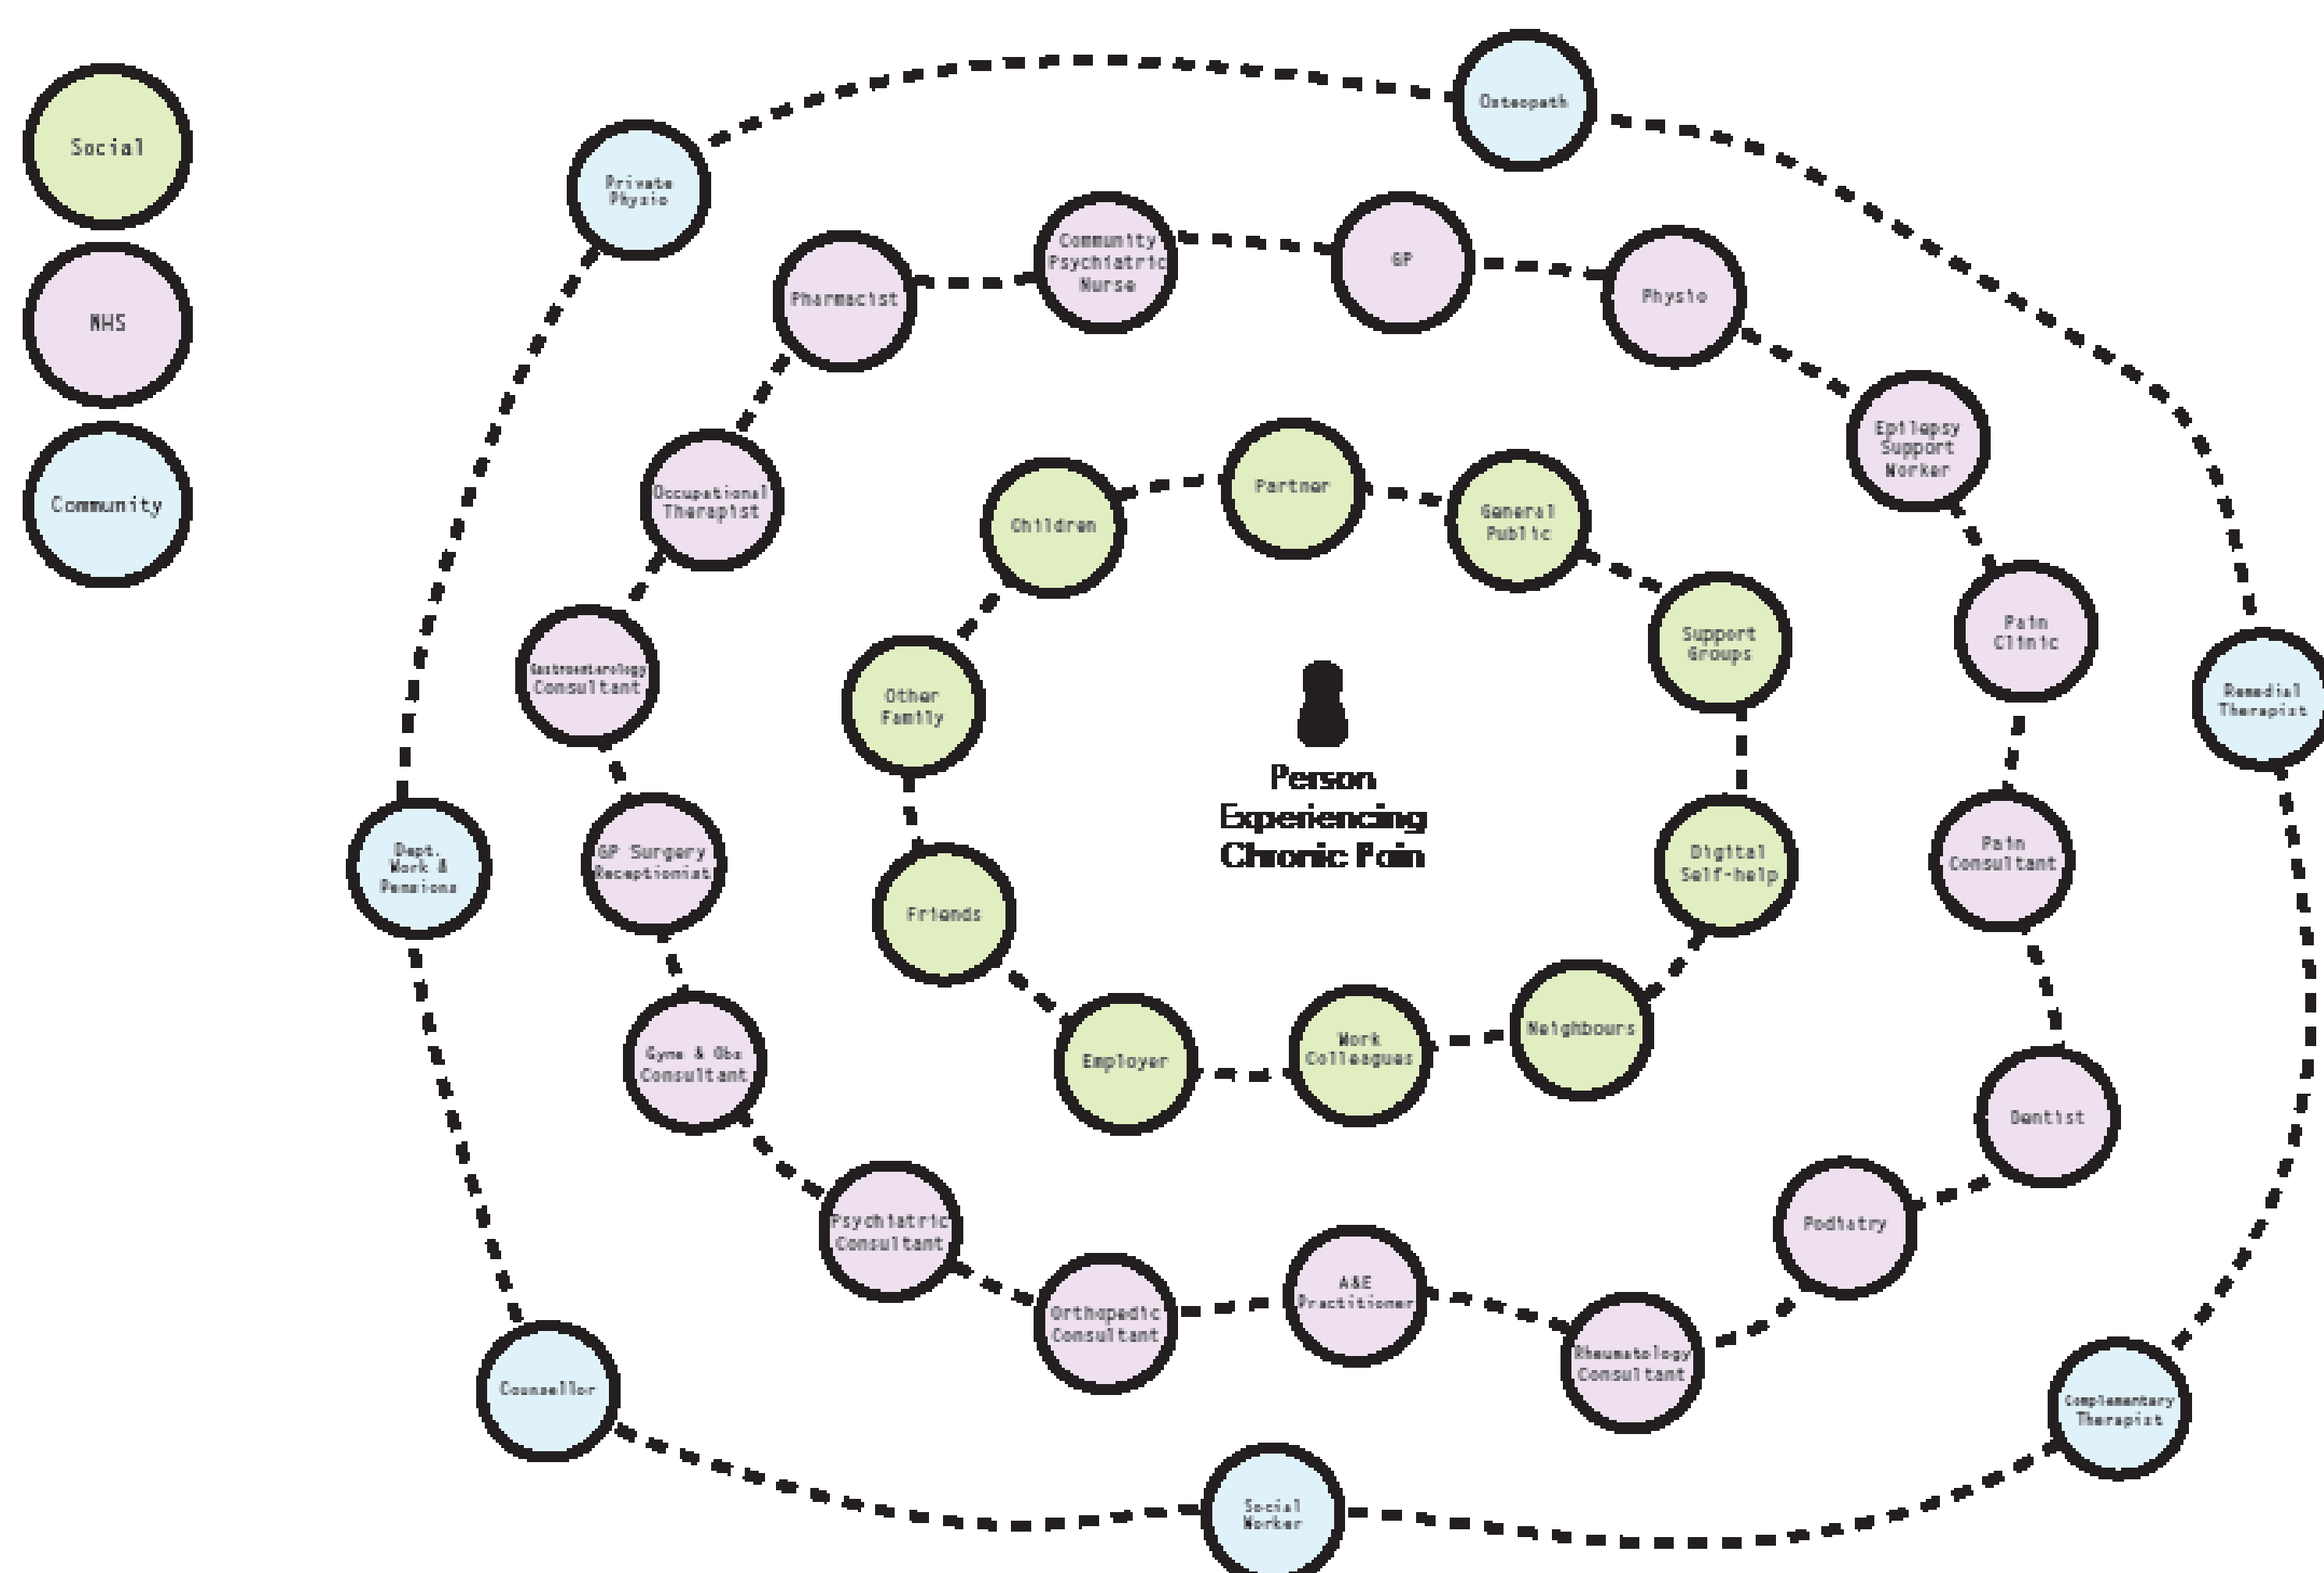 Social
NHS
Community
Osteopath
Private
Physio
Community
Psychiatric
Nurse
GP
Pharmacist
Physio
Epilepsy
Support
Worker
Occupational
Therapist
Partner
Children
General
Public
Pain
Clinic
Support
Groups
Gastroenterology
Consultant
Other
Family
Remedial
Therapist
Person
Experiencing
Chronic Pain
Dept.
Work &
Pensions
GP Surgery
Receptionist
Digital
Self-help
Pain
Consultant
Friends
Gyne & Obs
Consultant
Employer
Work
Colleagues
Neighbours
Dentist
Psychiatric
Consultant
Podiatry
Orthopedic
Consultant
A&E
Practitioner
Rheumatology
Consultant
Counsellor
Complementary
Therapist
Social
Worker